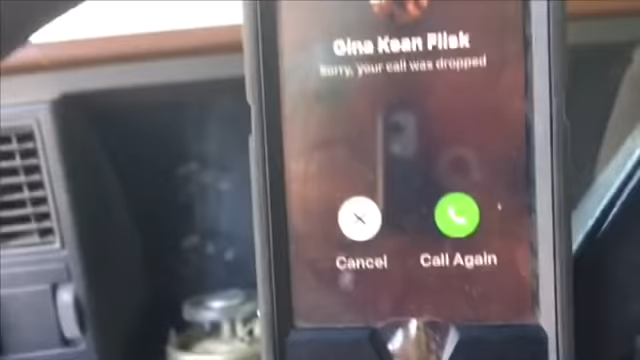 Gina Kean Flisk
Sorry, your call was dropped
Cancel
Call Again